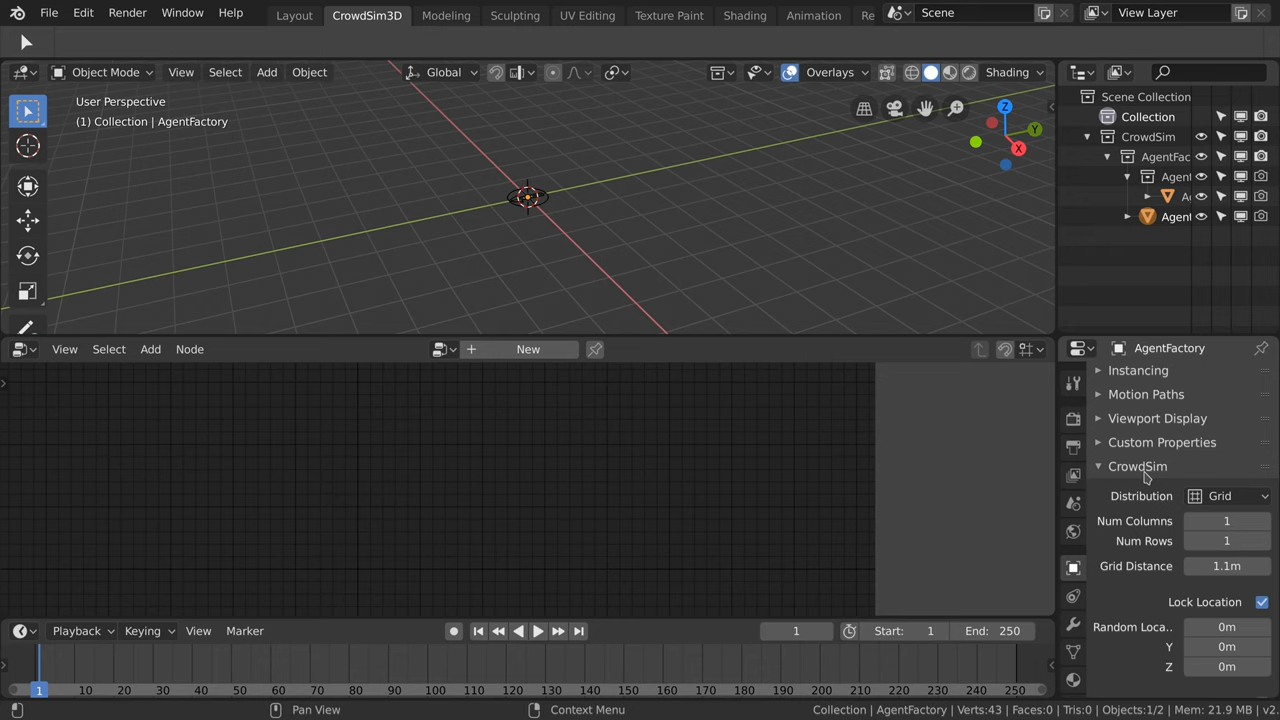 File Edit Render Window Help
Layout CrowdSim3D Modeling Sculpting UV Editing Texture Paint Shading Animation Re
Scene
View Layer
Object Mode View Select Add Object
Global
Overlays
Shading
User Perspective
(1) Collection | AgentFactory
Z
Y
X
Scene Collection
Collection
CrowdSim
AgentFac
Agent
Ag
Agent
View Select Add Node
New
AgentFactory
Instancing
Motion Paths
Viewport Display
Custom Properties
CrowdSim
Distribution Grid
Num Columns 1
Num Rows 1
Grid Distance 1.1m
Lock Location
Random Loca.. 0m
Y 0m
Z 0m
Playback Keying View Marker
1
Start: 1
End: 250
1 10 20 30 40 50 60 70 80 90 100 110 120 130 140 150 160 170 180 190 200 210 220 230 240 250
Pan View
Context Menu
Collection | AgentFactory | Verts:43 | Faces:0 | Tris:0 | Objects:1/2 | Mem: 21.9 MB | v2